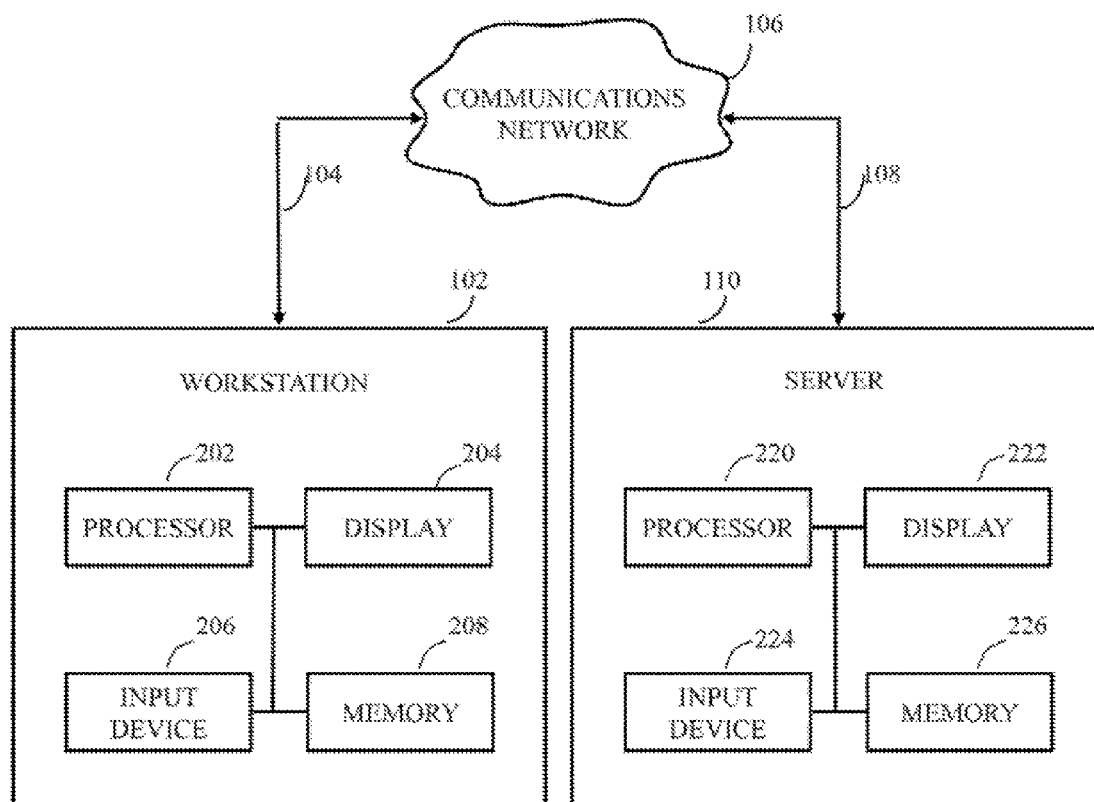 106
COMMUNICATIONS
NETWORK
104
108
102
110
WORKSTATION
SERVER
202
204
220
222
PROCESSOR
DISPLAY
PROCESSOR
DISPLAY
206
208
224
226
INPUT
DEVICE
MEMORY
INPUT
DEVICE
MEMORY